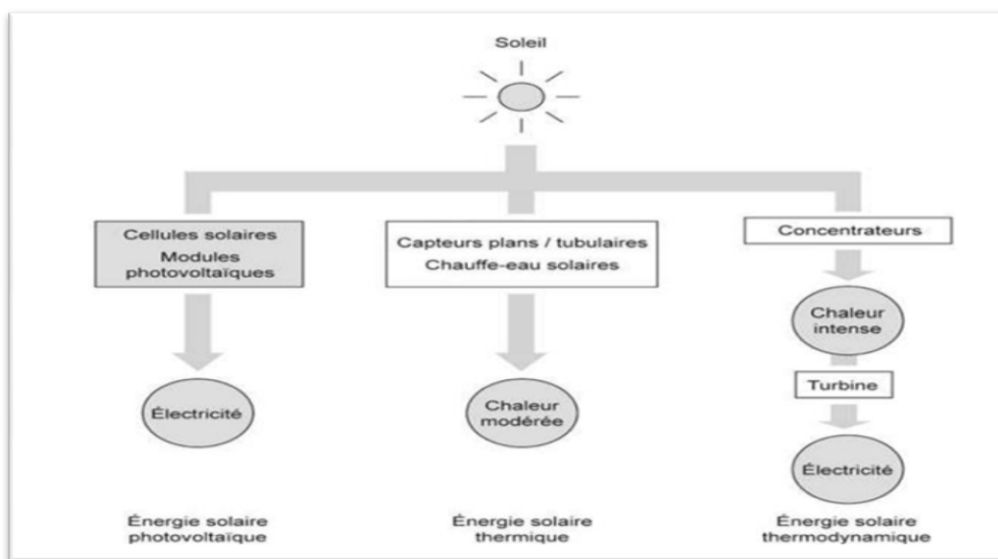 Soleil
Cellules solaires
Modules
photovoltaïques
Électricité
Énergie solaire
photovoltaïque
Capteurs plans / tubulaires
Chauffe-eau solaires
Chaleur
modérée
Énergie solaire
thermique
Concentrateurs
Chaleur
intense
Turbine
Électricité
Énergie solaire
thermodynamique